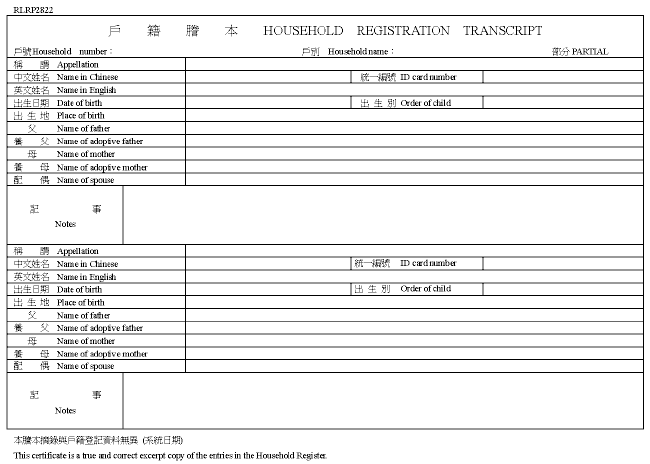 RLRP2822
戶 籍 謄 本 HOUSEHOLD REGISTRATION TRANSCRIPT
戶號Household number： 戶別 Household name： 部分 PARTIAL
稱 謂 Appellation
中文姓名 Name in Chinese 統一編號 ID card number
英文姓名 Name in English
出生日期 Date of birth 出 生 別 Order of child
出 生 地 Place of birth
父 Name of father
養 父 Name of adoptive father
母 Name of mother
養 母 Name of adoptive mother
配 偶 Name of spouse
記 事
Notes
稱 謂 Appellation
中文姓名 Name in Chinese 統一編號 ID card number
英文姓名 Name in English
出生日期 Date of birth 出 生 別 Order of child
出 生 地 Place of birth
父 Name of father
養 父 Name of adoptive father
母 Name of mother
養 母 Name of adoptive mother
配 偶 Name of spouse
記 事
Notes
本謄本摘錄與戶籍登記資料無異 (系統日期)
This certificate is a true and correct excerpt copy of the entries in the Household Register.